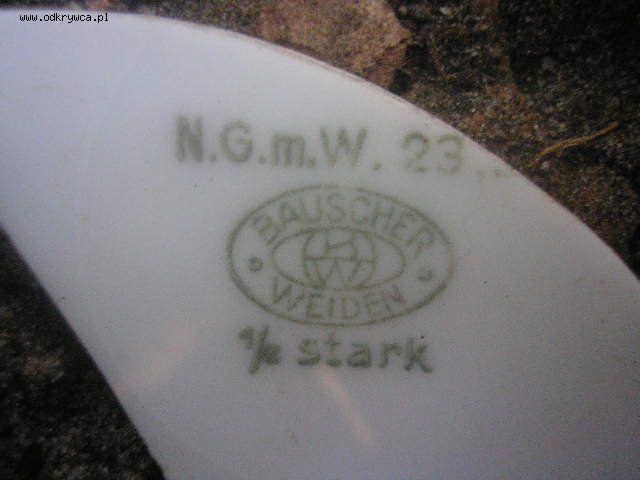 www.odkrywca.pl
N.G.m.W. 23
BAUSCHER
WEIDEN
1/2 stark